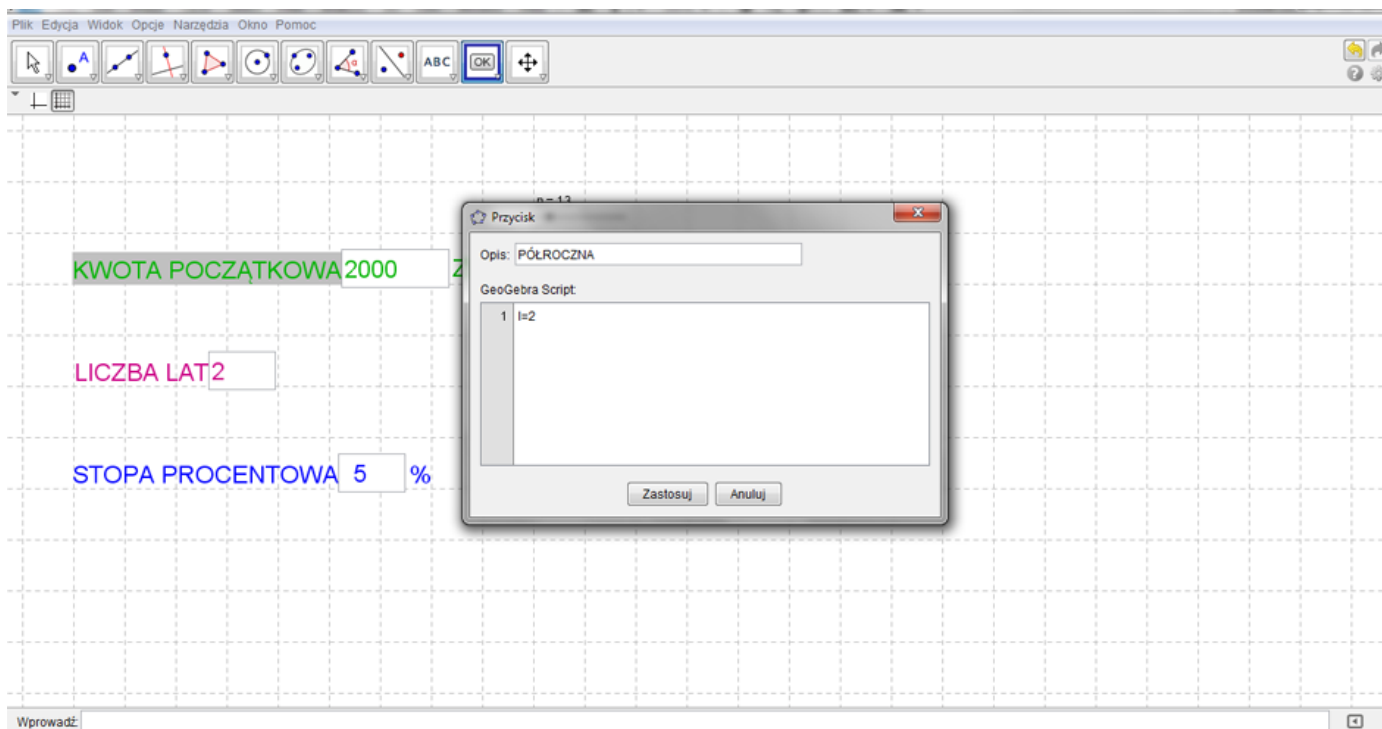 Plik Edycja Widok Opcje Narzędzia Okno Pomoc
A
α
ABC
OK
n = 13
Przycisk
Opis: PÓŁROCZNA
GeoGebra Script:
1 l=2
Zastosuj Anuluj
KWOTA POCZĄTKOWA 2000 Z
LICZBA LAT 2
STOPA PROCENTOWA 5 %
Wprowadź: